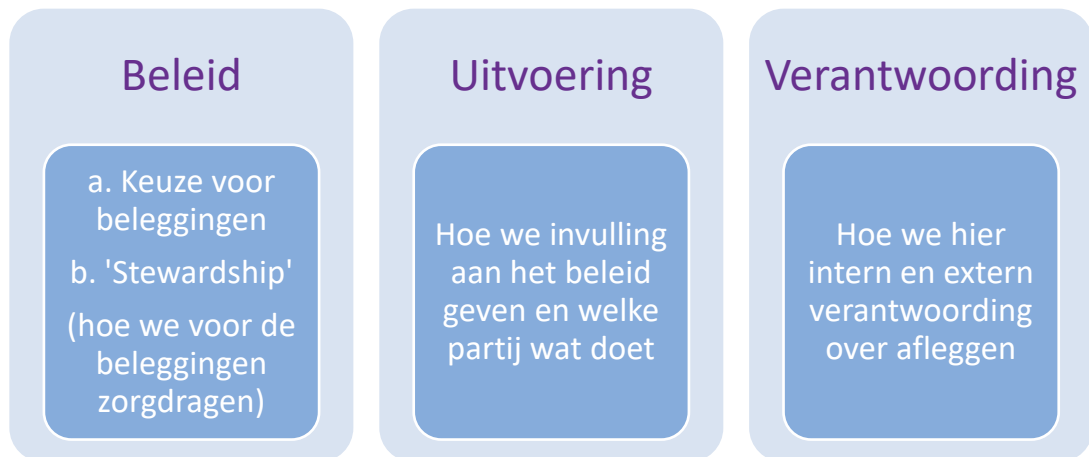 Beleid
a. Keuze voor
beleggingen
b. 'Stewardship'
(hoe we voor de
beleggingen
zorgdragen)
Uitvoering
Hoe we invulling
aan het beleid
geven en welke
partij wat doet
Verantwoording
Hoe we hier
intern en extern
verantwoording
over afleggen